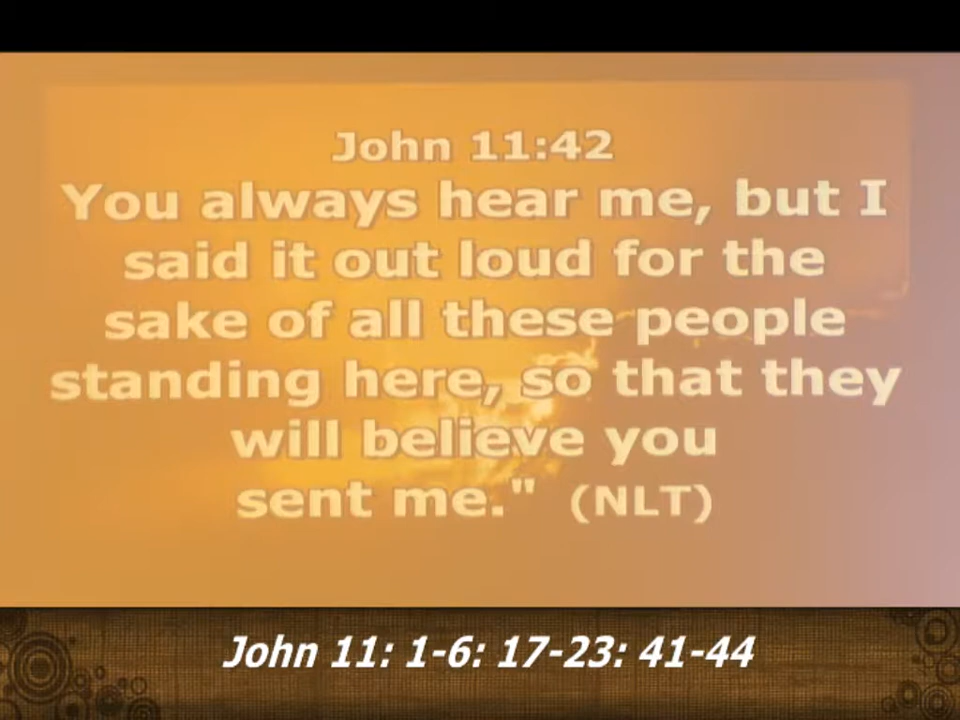 John 11:42
You always hear me, but I
said it out loud for the
sake of all these people
standing here, so that they
will believe you
sent me." (NLT)
John 11: 1-6: 17-23: 41-44